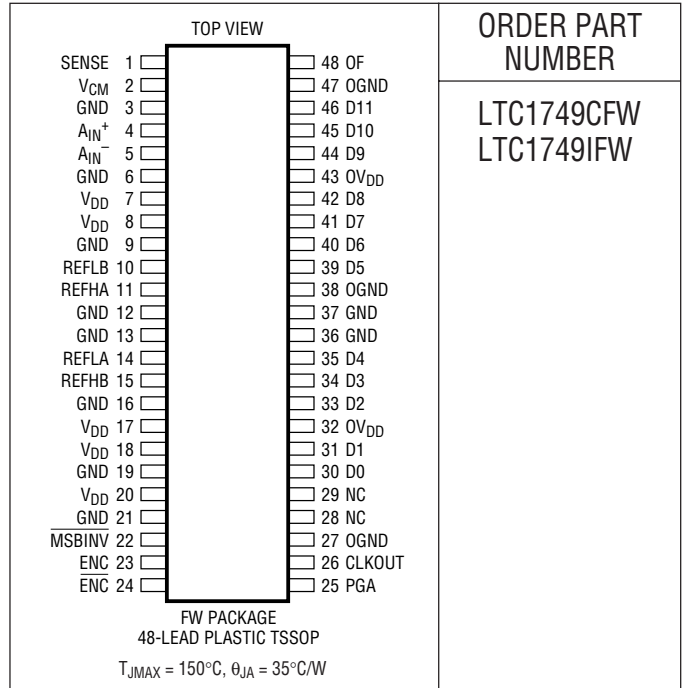 TOP VIEW
SENSE 1
V_CM 2
GND 3
A_IN^+ 4
A_IN^− 5
GND 6
V_DD 7
V_DD 8
GND 9
REFLB 10
REFHA 11
GND 12
GND 13
REFLA 14
REFHB 15
GND 16
V_DD 17
V_DD 18
GND 19
V_DD 20
GND 21
M̅S̅B̅I̅N̅V̅ 22
ENC 23
E̅N̅C̅ 24
48 OF
47 OGND
46 D11
45 D10
44 D9
43 OV_DD
42 D8
41 D7
40 D6
39 D5
38 OGND
37 GND
36 GND
35 D4
34 D3
33 D2
32 OV_DD
31 D1
30 D0
29 NC
28 NC
27 OGND
26 CLKOUT
25 PGA
FW PACKAGE
48-LEAD PLASTIC TSSOP
T_JMAX = 150°C, θ_JA = 35°C/W
ORDER PART
NUMBER
LTC1749CFW
LTC1749IFW